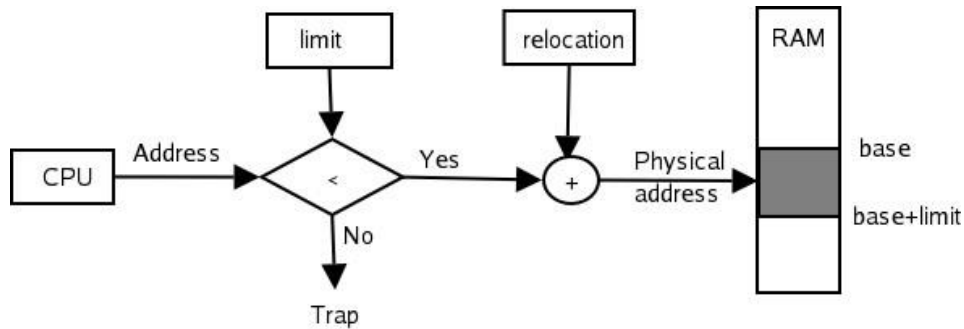 limit
relocation
RAM
CPU
Address
<
Yes
+
Physical
address
base
base+limit
No
Trap